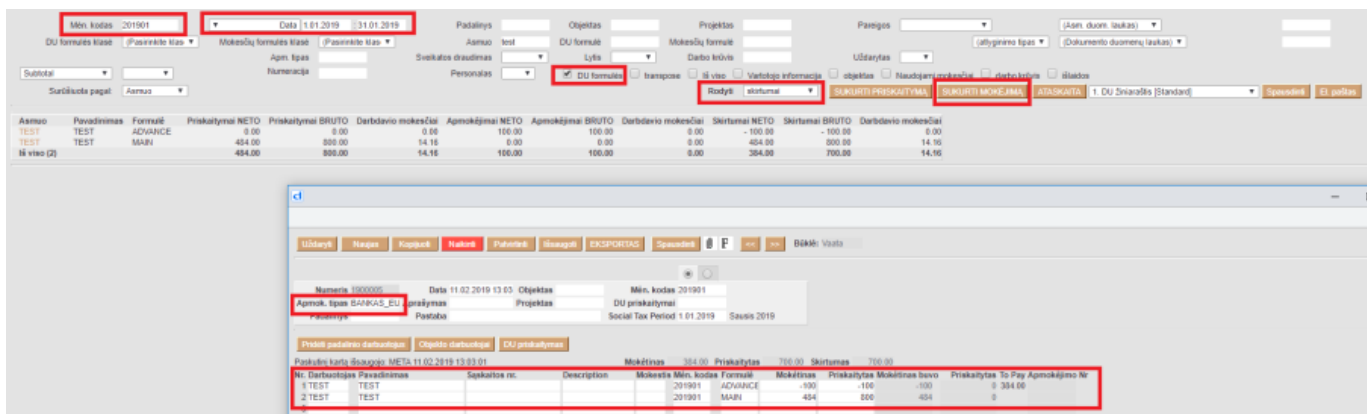 Mėn. kodas 201901 Data 1.01.2019 31.01.2019 Padalinys Objektas Projektas Pareigos (Asm. duom. laukas)
DU formulės klasė (Pasirinkite klas Mokesčių formulės klasė (Pasirinkite klas Asmuo test DU formulė Mokesčių formulė (atlyginimo tipas (Dokumento duomenų laukas)
Apm. tipas Sveikatos draudimas Lytis Darbo krūvis Uždarytas
Subtotal Numeracija Personalas DU formulės transpose Iš viso Vartotojo informacija objektas Naudojami mokesčiai darbo krūvis išlaidos
Surūšiuota pagal: Asmuo Rodyti skirtumai SUKURTI PRISKAITYMĄ SUKURTI MOKĖJIMĄ ATASKAITA 1. DU žiniaraštis [Standard] Spausdinti El. paštas
Asmuo Pavadinimas Formulė Priskaitymai NETO Priskaitymai BRUTO Darbdavio mokesčiai Apmokėjimai NETO Apmokėjimai BRUTO Darbdavio mokesčiai Skirtumai NETO Skirtumai BRUTO Darbdavio mokesčiai
TEST TEST ADVANCE 0.00 0.00 0.00 100.00 100.00 0.00 - 100.00 - 100.00 0.00
TEST TEST MAIN 484.00 800.00 14.16 0.00 0.00 0.00 484.00 800.00 14.16
Iš viso (2) 484.00 800.00 14.16 100.00 100.00 0.00 384.00 700.00 14.16
Uždaryti Naujas Kopijuoti Naikinti Patvirtinti Išsaugoti EKSPORTAS Spausdinti F << >> Būklė: Vaata
Numeris 1900005 Data 11.02.2019 13:03 Objektas Mėn. kodas 201901
Apmok. tipas BANKAS_EU Aprašymas Projektas DU priskaitymai
Padalinys Pastaba Social Tax Period 1.01.2019 Sausis 2019
Pridėti padalinio darbuotojus Objekto darbuotojai DU priskaitymas
Paskutinį kartą išsaugojo: META 11.02.2019 13:03:01 Mokėtinas 384.00 Priskaitytas 700.00 Skirtumas 700.00
Nr. Darbuotojas Pavadinimas Sąskaitos nr. Description Mokestis Mėn. kodas Formulė Mokėtinas Priskaitytas Mokėtinas buvo Priskaitytas To Pay Apmokėjimo Nr
1 TEST TEST 201901 ADVANCE -100 -100 -100 0 384.00
2 TEST TEST 201901 MAIN 484 800 484 0
3